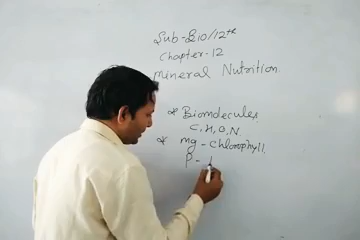 Sub-Bio/12th
Chapter-12
Mineral Nutrition.
* Biomolecules
C, H, O, N.
* Mg - Chlorophyll.
P -